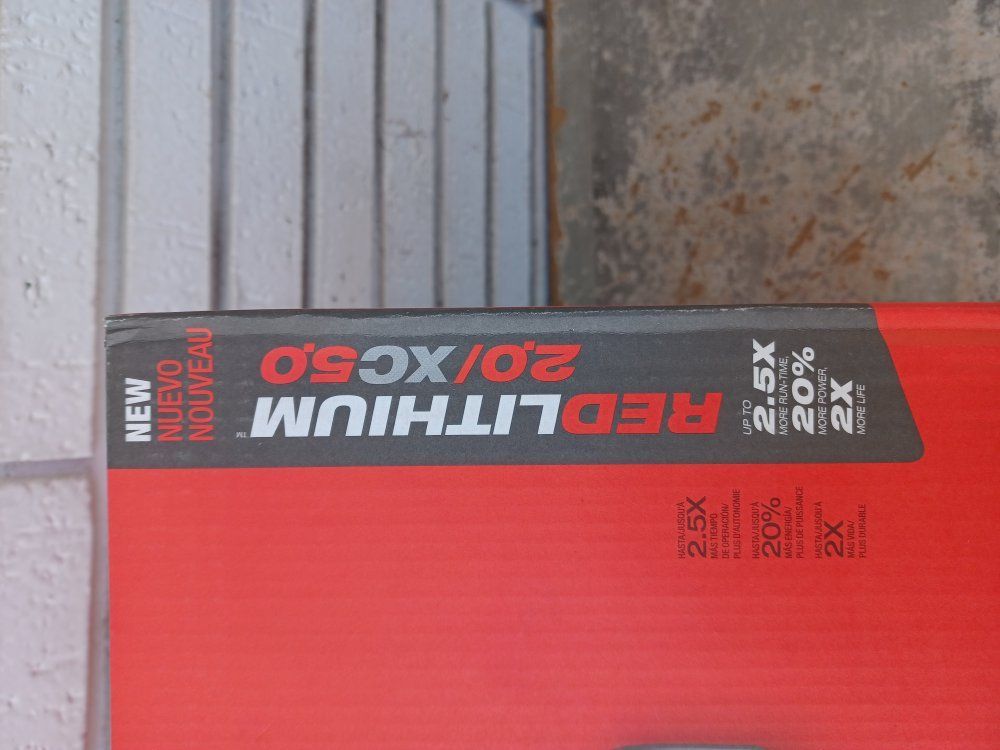 NEW
NUEVO
NOUVEAU
REDLITHIUM™
2.0/XC5.0
UP TO
2.5X
MORE RUN-TIME,
20%
MORE POWER,
2X
MORE LIFE
HASTA/JUSQU'À
2.5X
MÁS TIEMPO
DE OPERACIÓN/
PLUS D'AUTONOMIE
HASTA/JUSQU'À
20%
MÁS ENERGÍA/
PLUS DE PUISSANCE
HASTA/JUSQU'À
2X
MÁS VIDA/
PLUS DURABLE